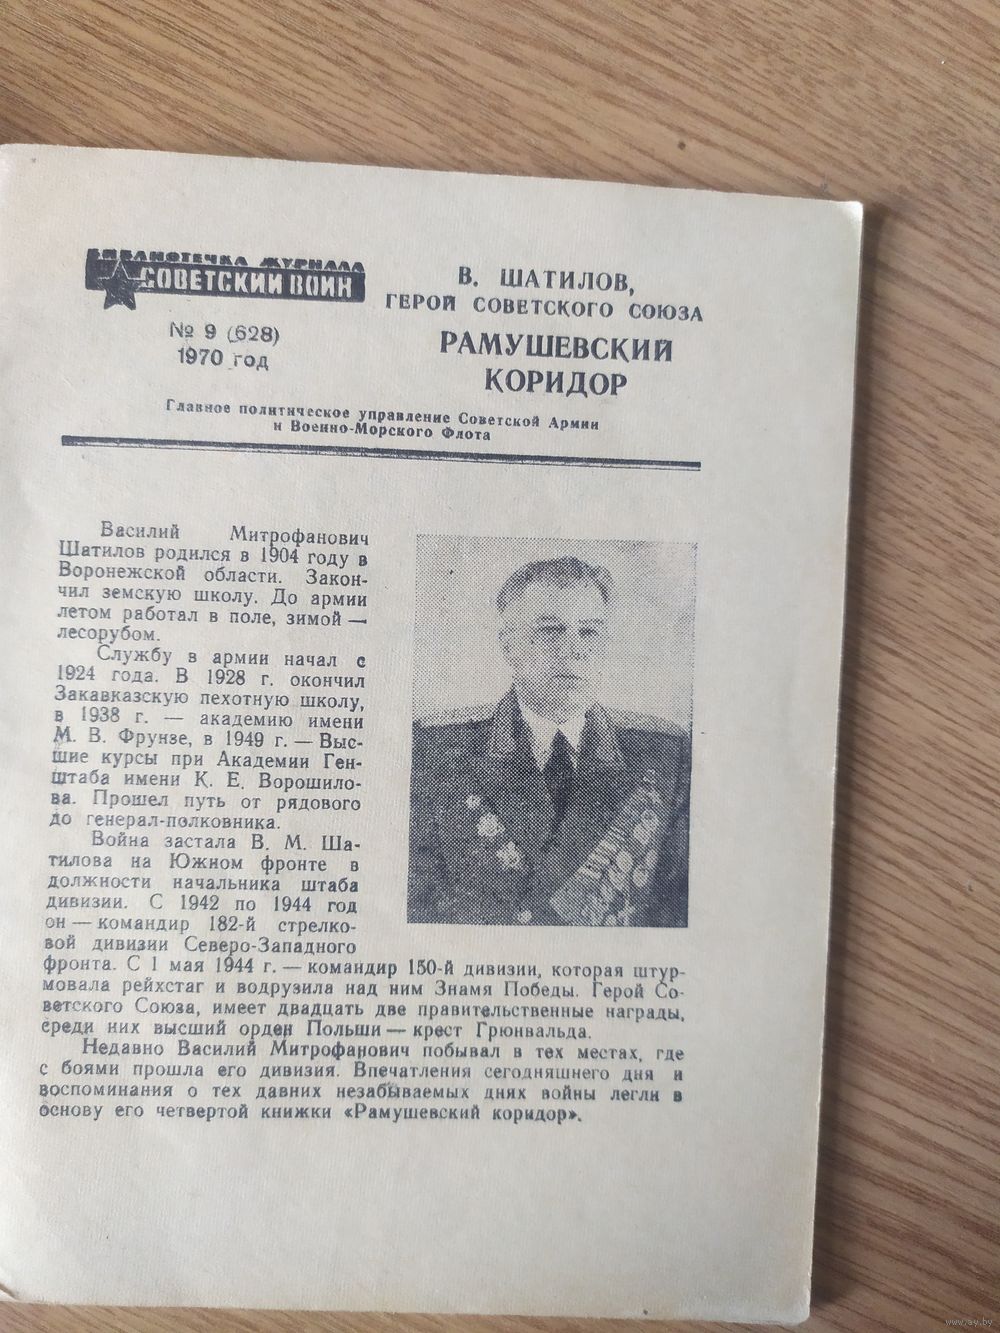 БИБЛИОТЕЧКА ЖУРНАЛА
СОВЕТСКИЙ ВОИН
№ 9 (628)
1970 год
В. ШАТИЛОВ,
ГЕРОЙ СОВЕТСКОГО СОЮЗА
РАМУШЕВСКИЙ
КОРИДОР
Главное политическое управление Советской Армии
и Военно-Морского Флота
Василий Митрофанович
Шатилов родился в 1904 году в
Воронежской области. Закон-
чил земскую школу. До армии
летом работал в поле, зимой —
лесорубом.
Службу в армии начал с
1924 года. В 1928 г. окончил
Закавказскую пехотную школу,
в 1938 г. — академию имени
М. В. Фрунзе, в 1949 г. — Выс-
шие курсы при Академии Ген-
штаба имени К. Е. Ворошило-
ва. Прошел путь от рядового
до генерал-полковника.
Война застала В. М. Ша-
тилова на Южном фронте в
должности начальника штаба
дивизии. С 1942 по 1944 год
он — командир 182-й стрелко-
вой дивизии Северо-Западного
фронта. С 1 мая 1944 г. — командир 150-й дивизии, которая штур-
мовала рейхстаг и водрузила над ним Знамя Победы. Герой Со-
ветского Союза, имеет двадцать две правительственные награды,
среди них высший орден Польши — крест Грюнвальда.
Недавно Василий Митрофанович побывал в тех местах, где
с боями прошла его дивизия. Впечатления сегодняшнего дня и
воспоминания о тех давних незабываемых днях войны легли в
основу его четвертой книжки «Рамушевский коридор».
www.ay.by